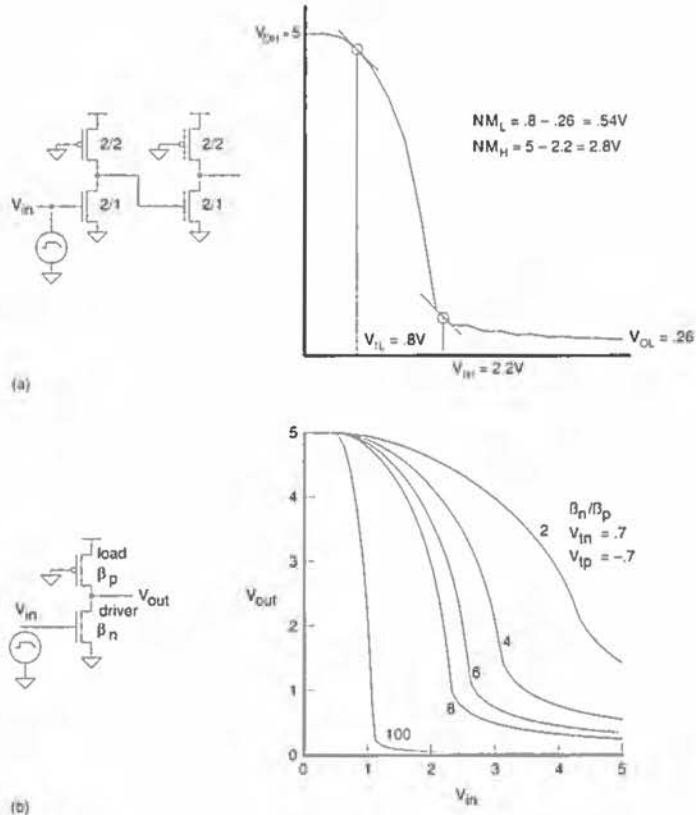 V_OH = 5
2/2
2/2
V_in
2/1
2/1
NM_L = .8 – .26 = .54V
NM_H = 5 – 2.2 = 2.8V
V_IL = .8V
V_OL = .26
V_IH = 2.2V
(a)
load
β_p
V_out
V_in
driver
β_n
5
4
3
V_out
2
1
0
2
β_n/β_p
V_tn = .7
V_tp = –.7
4
6
8
100
0
1
2
3
4
5
V_in
(b)